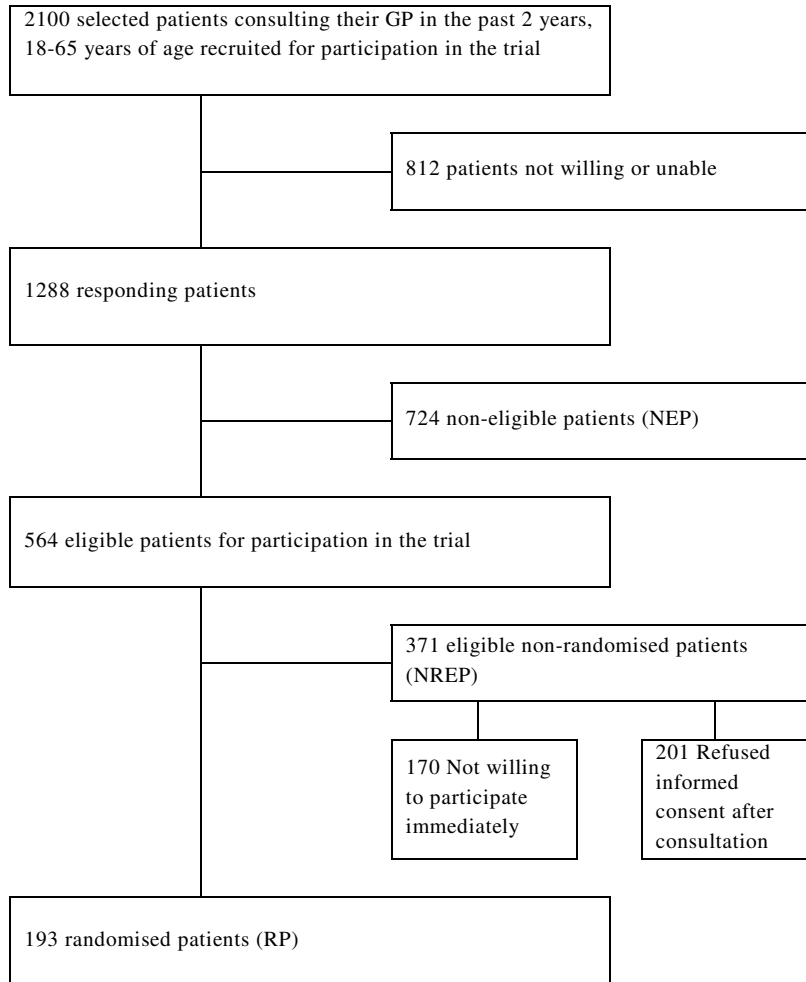 2100 selected patients consulting their GP in the past 2 years,
18-65 years of age recruited for participation in the trial
812 patients not willing or unable
1288 responding patients
724 non-eligible patients (NEP)
564 eligible patients for participation in the trial
371 eligible non-randomised patients
(NREP)
170 Not willing
to participate
immediately
201 Refused
informed
consent after
consultation
193 randomised patients (RP)